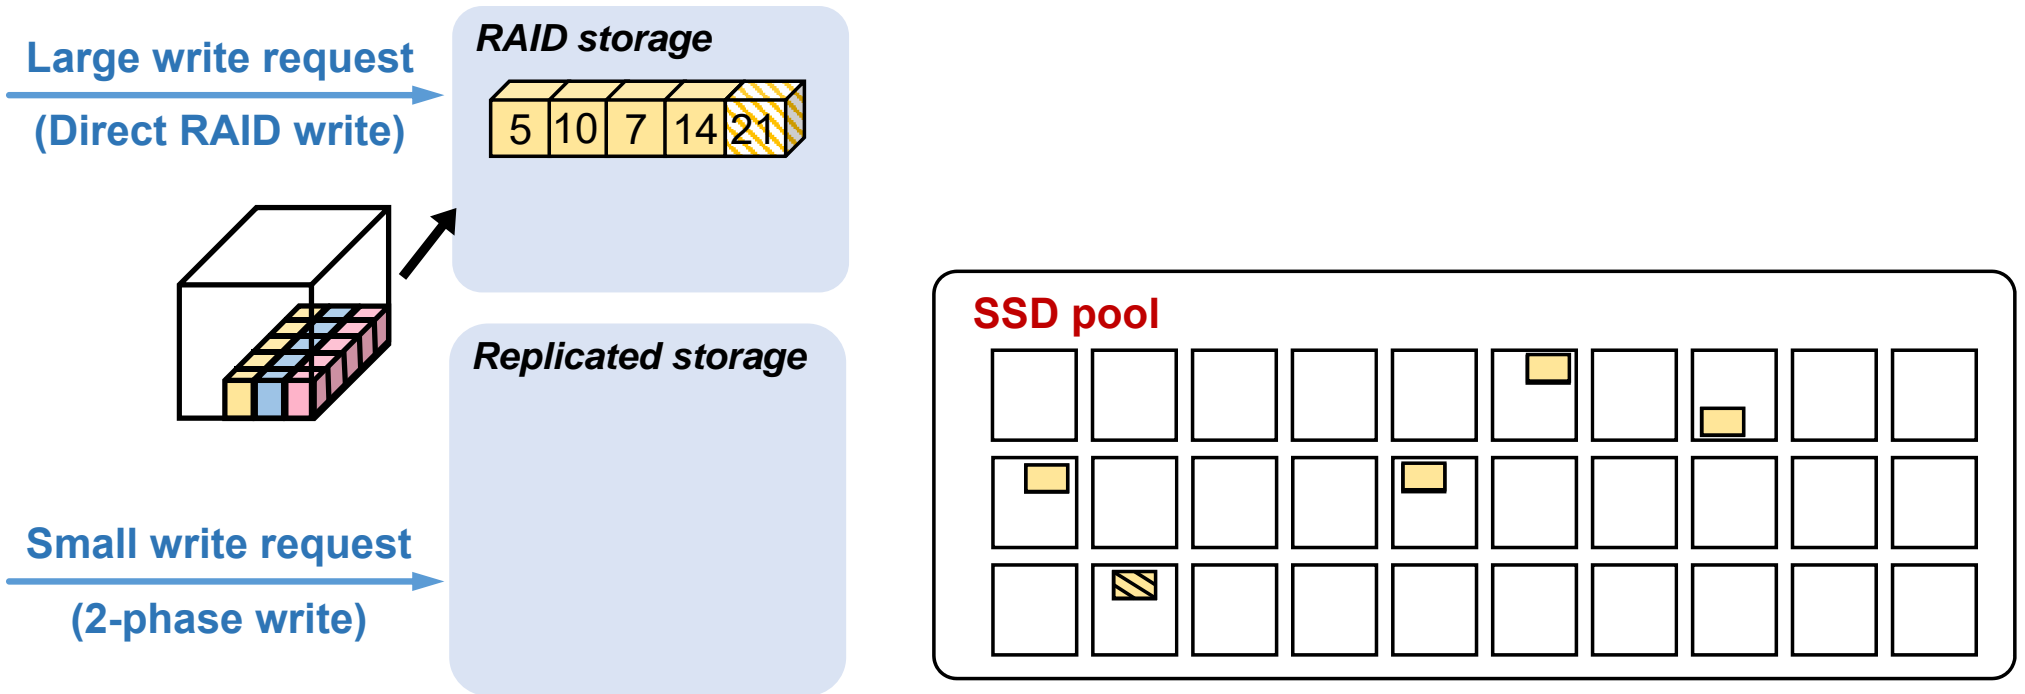 Large write request
(Direct RAID write)
RAID storage
5 10 7 14 21
SSD pool
Replicated storage
Small write request
(2-phase write)